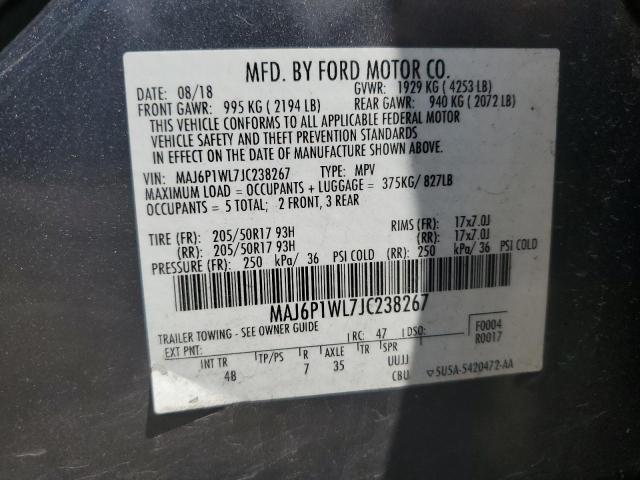 MFD. BY FORD MOTOR CO.
DATE: 08/18 GVWR: 1929 KG ( 4253 LB)
FRONT GAWR: 995 KG ( 2194 LB) REAR GAWR: 940 KG ( 2072 LB)
THIS VEHICLE CONFORMS TO ALL APPLICABLE FEDERAL MOTOR
VEHICLE SAFETY AND THEFT PREVENTION STANDARDS
IN EFFECT ON THE DATE OF MANUFACTURE SHOWN ABOVE.
VIN: MAJ6P1WL7JC238267 TYPE: MPV
MAXIMUM LOAD = OCCUPANTS + LUGGAGE = 375KG/ 827LB
OCCUPANTS = 5 TOTAL; 2 FRONT, 3 REAR
TIRE (FR): 205/50R17 93H RIMS (FR): 17x7.0J
(RR): 205/50R17 93H (RR): 17x7.0J
PRESSURE (FR): 250 kPa/ 36 PSI COLD (RR): 250 kPa/ 36 PSI COLD
MAJ6P1WL7JC238267
TRAILER TOWING - SEE OWNER GUIDE
EXT PNT: RC: 47 DSO: F0004
R0017
INT TR TP/PS R AXLE TR SPR
48 7 35 UUJJ
CBU 5U5A-5420472-AA